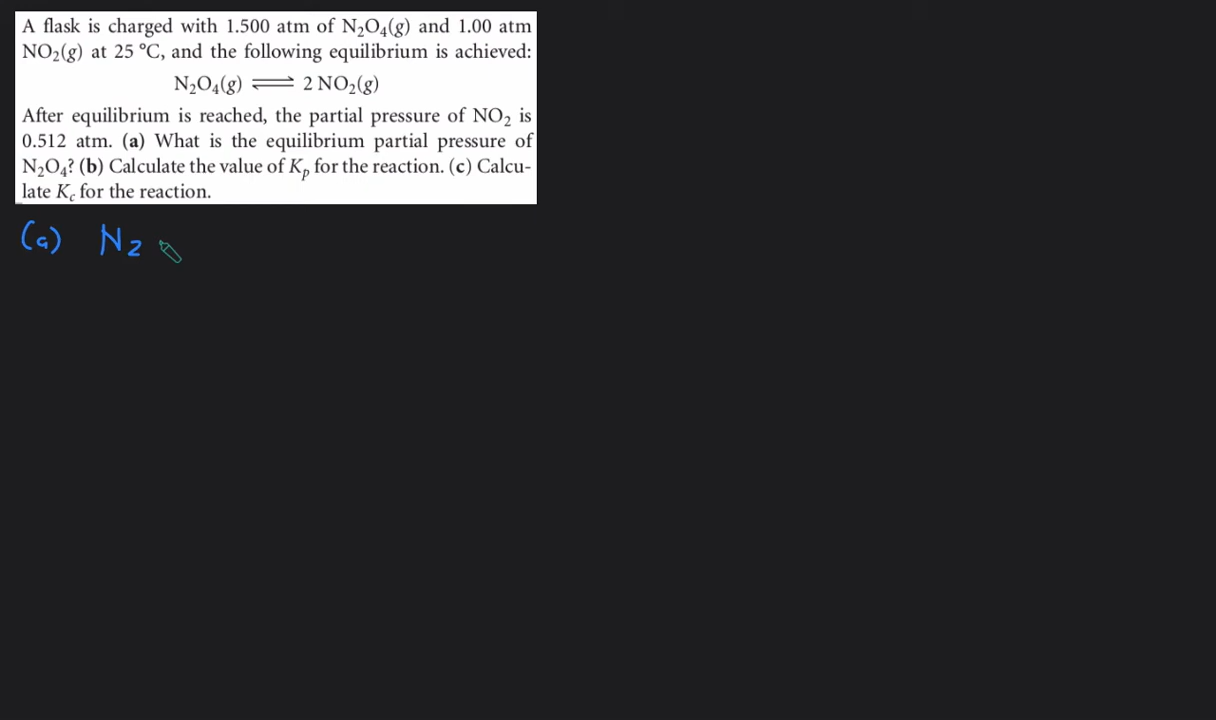 A flask is charged with 1.500 atm of N₂O₄(g) and 1.00 atm
NO₂(g) at 25 °C, and the following equilibrium is achieved:
N₂O₄(g) ⇌ 2 NO₂(g)
After equilibrium is reached, the partial pressure of NO₂ is
0.512 atm. (a) What is the equilibrium partial pressure of
N₂O₄? (b) Calculate the value of Kₚ for the reaction. (c) Calcu-
late K꜀ for the reaction.
(a) N₂